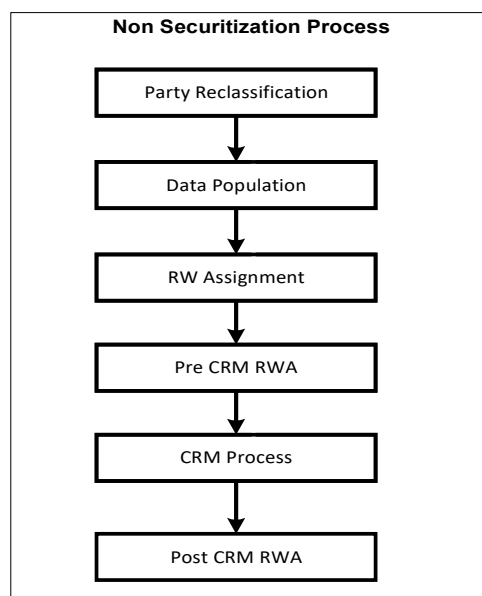 Non Securitization Process
Party Reclassification
Data Population
RW Assignment
Pre CRM RWA
CRM Process
Post CRM RWA